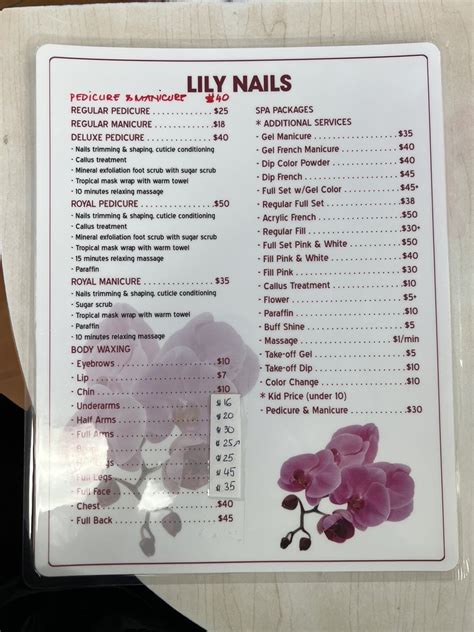 LILY NAILS
PEDICURE & MANICURE $40
REGULAR PEDICURE $25
REGULAR MANICURE $18
DELUXE PEDICURE $40
- Nails trimming & shaping, cuticle conditioning
- Callus treatment
- Mineral exfoliation foot scrub with sugar scrub
- Tropical mask wrap with warm towel
- 10 minutes relaxing massage
ROYAL PEDICURE $50
- Nails trimming & shaping, cuticle conditioning
- Callus treatment
- Mineral exfoliation foot scrub with sugar scrub
- Tropical mask wrap with warm towel
- 15 minutes relaxing massage
- Paraffin
ROYAL MANICURE $35
- Nails trimming & shaping, cuticle conditioning
- Sugar scrub
- Tropical mask wrap with warm towel
- Paraffin
- 10 minutes relaxing massage
BODY WAXING
- Eyebrows $10
- Lip $7
- Chin $10
- Underarms $16
- Half Arms $20
- Full Arms $30
$25
$25
- Full Legs $45
- Full Face $35
- Chest $40
- Full Back $45
SPA PACKAGES
* ADDITIONAL SERVICES
- Gel Manicure $35
- Gel French Manicure $40
- Dip Color Powder $40
- Dip French $45
- Full Set w/Gel Color $45+
- Regular Full Set $38
- Acrylic French $50
- Regular Fill $30+
- Full Set Pink & White $50
- Fill Pink & White $40
- Fill Pink $30
- Callus Treatment $10
- Flower $5+
- Paraffin $10
- Buff Shine $5
- Massage $1/min
- Take-off Gel $5
- Take-off Dip $10
- Color Change $10
* Kid Price (under 10)
- Pedicure & Manicure $30